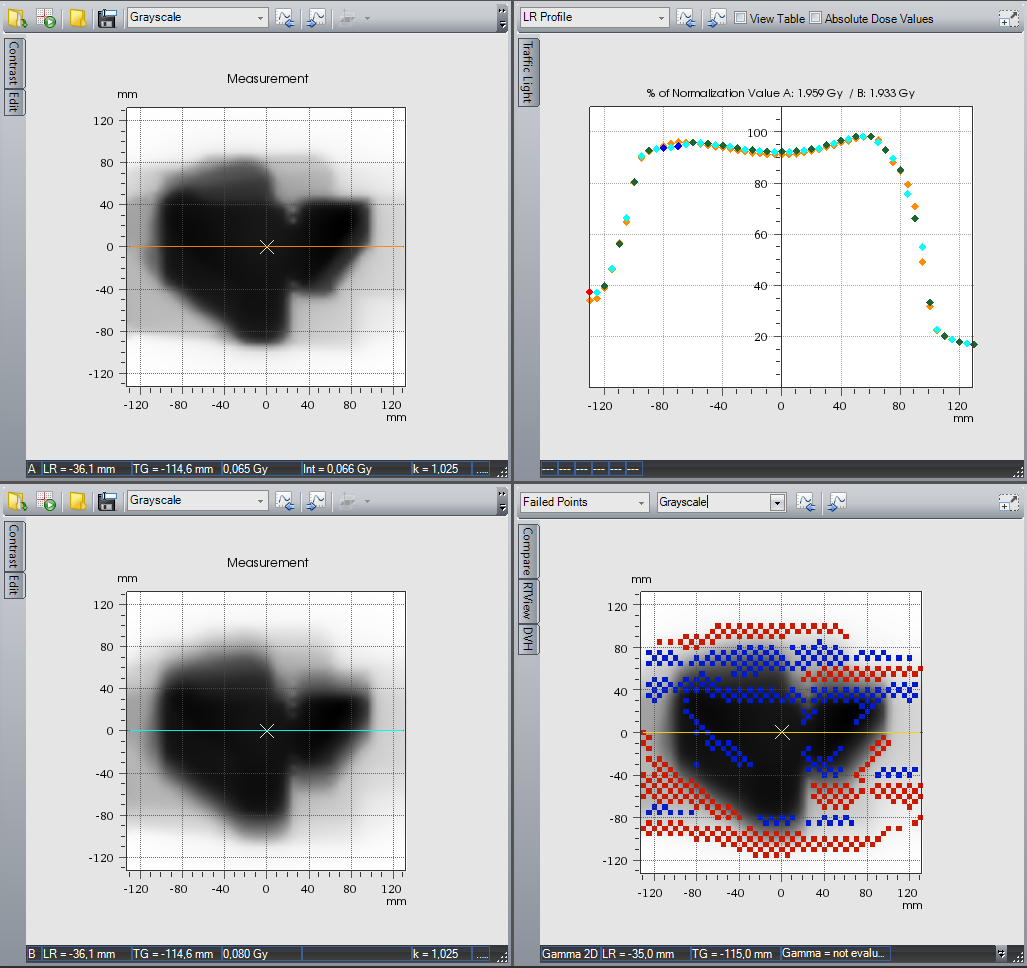 Grayscale
Contrast
Edit
Measurement
mm
120
80
40
0
-40
-80
-120
-120 -80 -40 0 40 80 120
mm
A LR = -36,1 mm TG = -114,6 mm 0,065 Gy Int = 0,066 Gy k = 1,025 .....
LR Profile View Table Absolute Dose Values
Traffic Light
% of Normalization Value A: 1.959 Gy / B: 1.933 Gy
100
80
60
40
20
-120 -80 -40 0 40 80 120
mm
--- --- --- --- --- ---
Grayscale
Contrast
Edit
Measurement
mm
120
80
40
0
-40
-80
-120
-120 -80 -40 0 40 80 120
mm
B LR = -36,1 mm TG = -114,6 mm 0,080 Gy k = 1,025 .....
Failed Points Grayscale
Compare
RTView
DVH
mm
120
80
40
0
-40
-80
-120
-120 -80 -40 0 40 80 120
mm
Gamma 2D LR = -35,0 mm TG = -115,0 mm Gamma = not evalu...